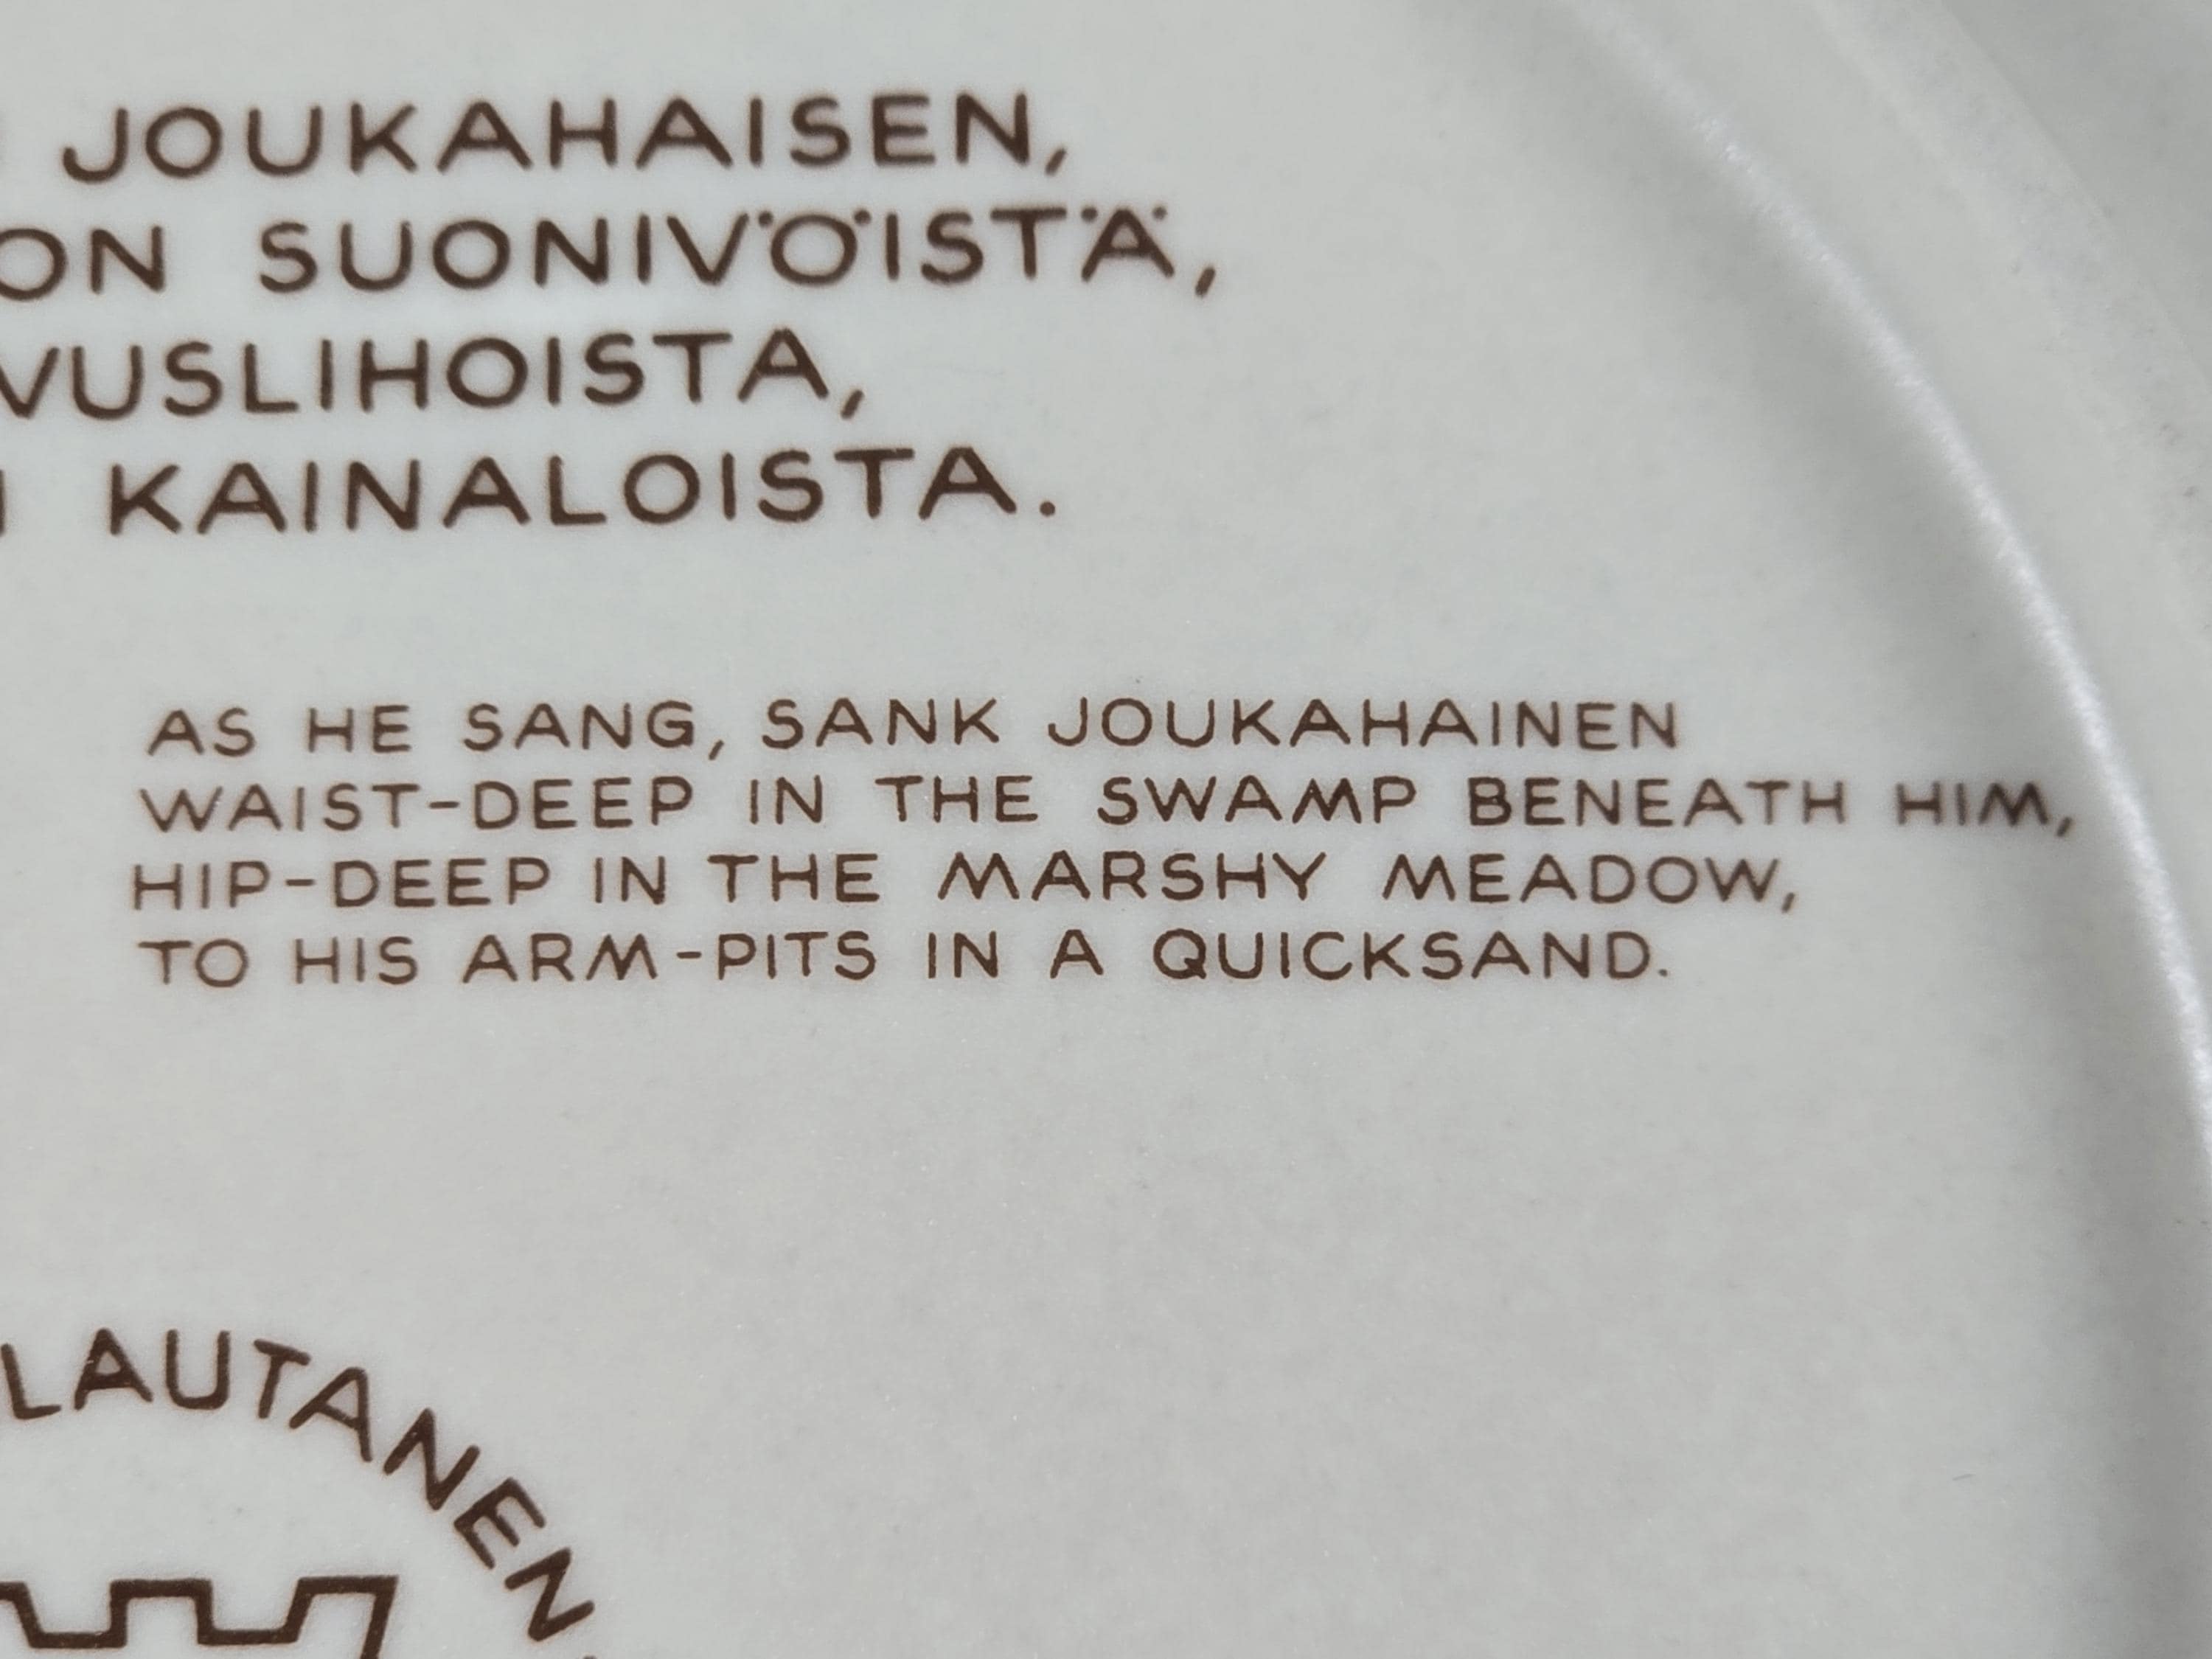 JOUKAHAISEN,
ON SUONIVÖISTÄ,
VUSLIHOISTA,
KAINALOISTA.
AS HE SANG, SANK JOUKAHAINEN
WAIST-DEEP IN THE SWAMP BENEATH HIM,
HIP-DEEP IN THE MARSHY MEADOW,
TO HIS ARM-PITS IN A QUICKSAND.
LAUTANEN